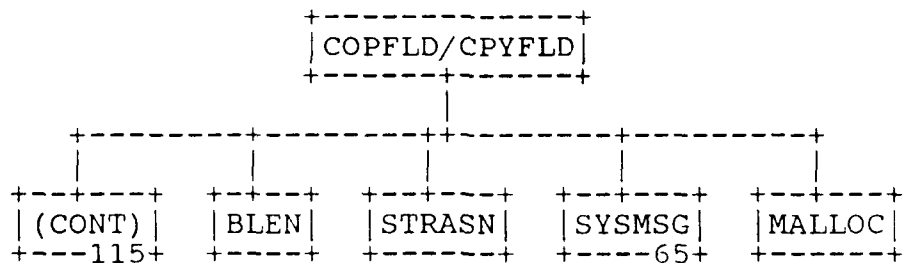 COPFLD/CPYFLD
(CONT) BLEN STRASN SYSMSG MALLOC
115 65